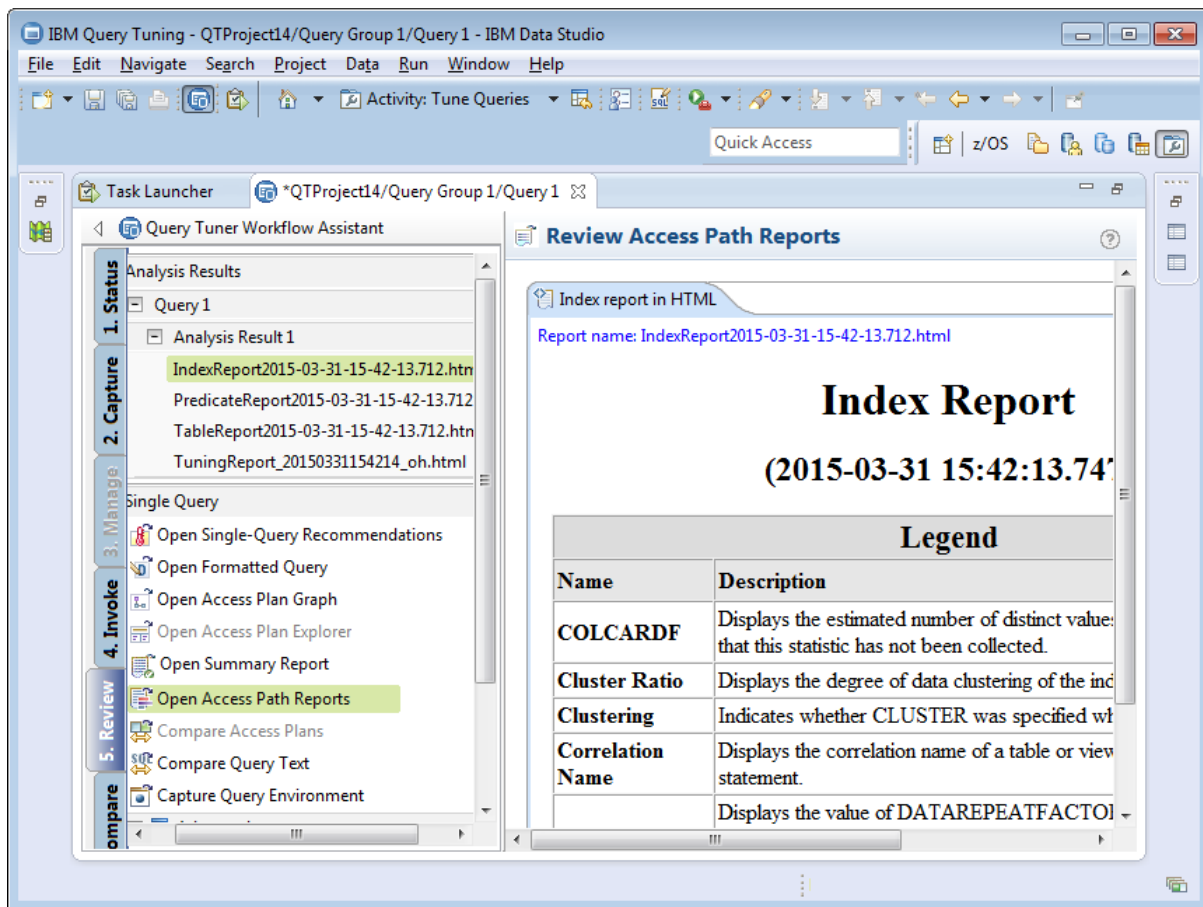 IBM Query Tuning - QTProject14/Query Group 1/Query 1 - IBM Data Studio
File Edit Navigate Search Project Data Run Window Help
Activity: Tune Queries
Quick Access
z/OS
Task Launcher
*QTProject14/Query Group 1/Query 1
Query Tuner Workflow Assistant
1. Status
2. Capture
3. Manage
4. Invoke
5. Review
ompare
Analysis Results
Query 1
Analysis Result 1
IndexReport2015-03-31-15-42-13.712.htm
PredicateReport2015-03-31-15-42-13.712
TableReport2015-03-31-15-42-13.712.htm
TuningReport_20150331154214_oh.html
Single Query
Open Single-Query Recommendations
Open Formatted Query
Open Access Plan Graph
Open Access Plan Explorer
Open Summary Report
Open Access Path Reports
Compare Access Plans
Compare Query Text
Capture Query Environment
Review Access Path Reports
Index report in HTML
Report name: IndexReport2015-03-31-15-42-13.712.html
Index Report
(2015-03-31 15:42:13.747
Legend
Name Description
COLCARDF Displays the estimated number of distinct values
that this statistic has not been collected.
Cluster Ratio Displays the degree of data clustering of the ind
Clustering Indicates whether CLUSTER was specified wh
Correlation Name Displays the correlation name of a table or view
statement.
Displays the value of DATAREPEATFACTO